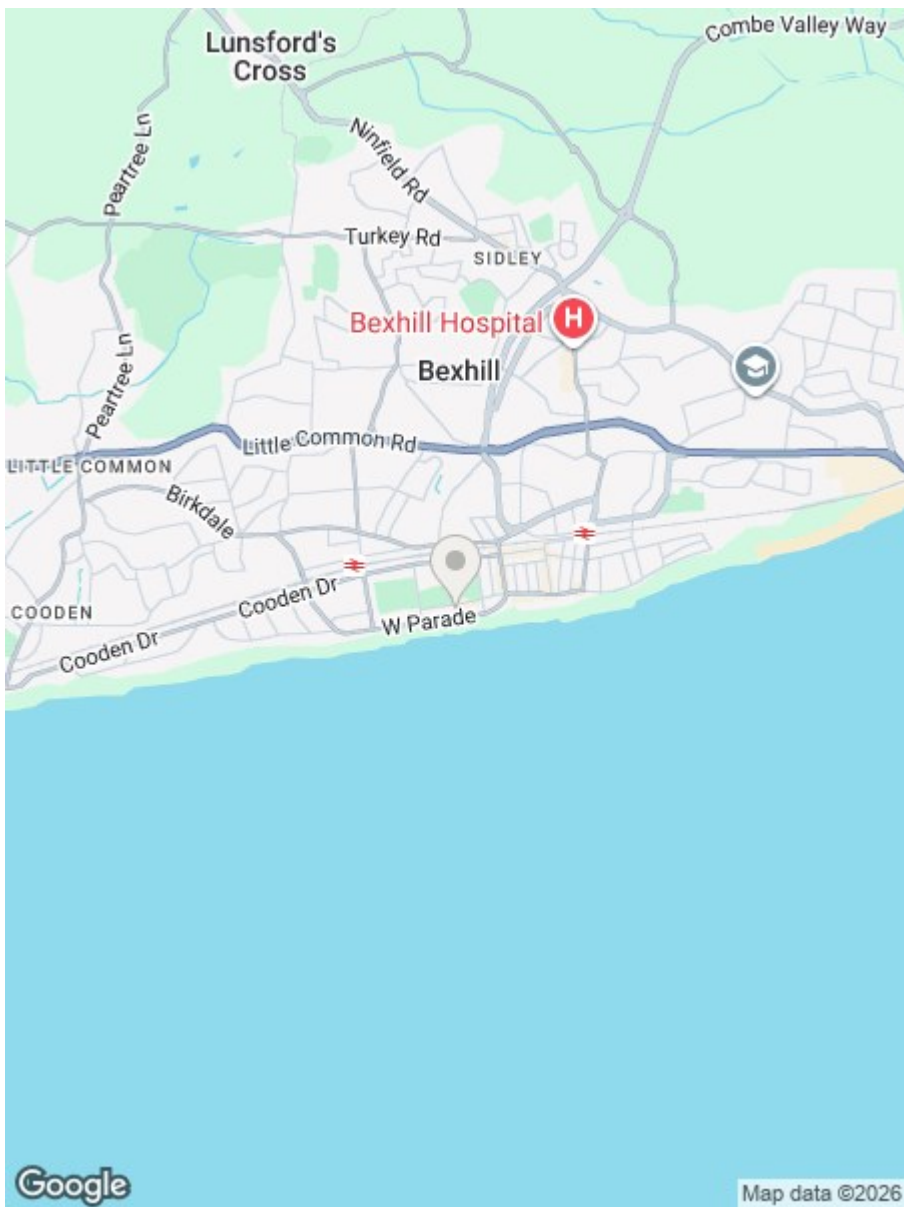 Combe Valley Way
Lunsford's
Cross
Peartree Ln
Ninfield Rd
Turkey Rd
SIDLEY
Bexhill Hospital
H
Bexhill
Peartree Ln
Little Common Rd
LITTLE COMMON
Birkdale
Cooden Dr
COODEN
W Parade
Cooden Dr
Google
Map data ©2026